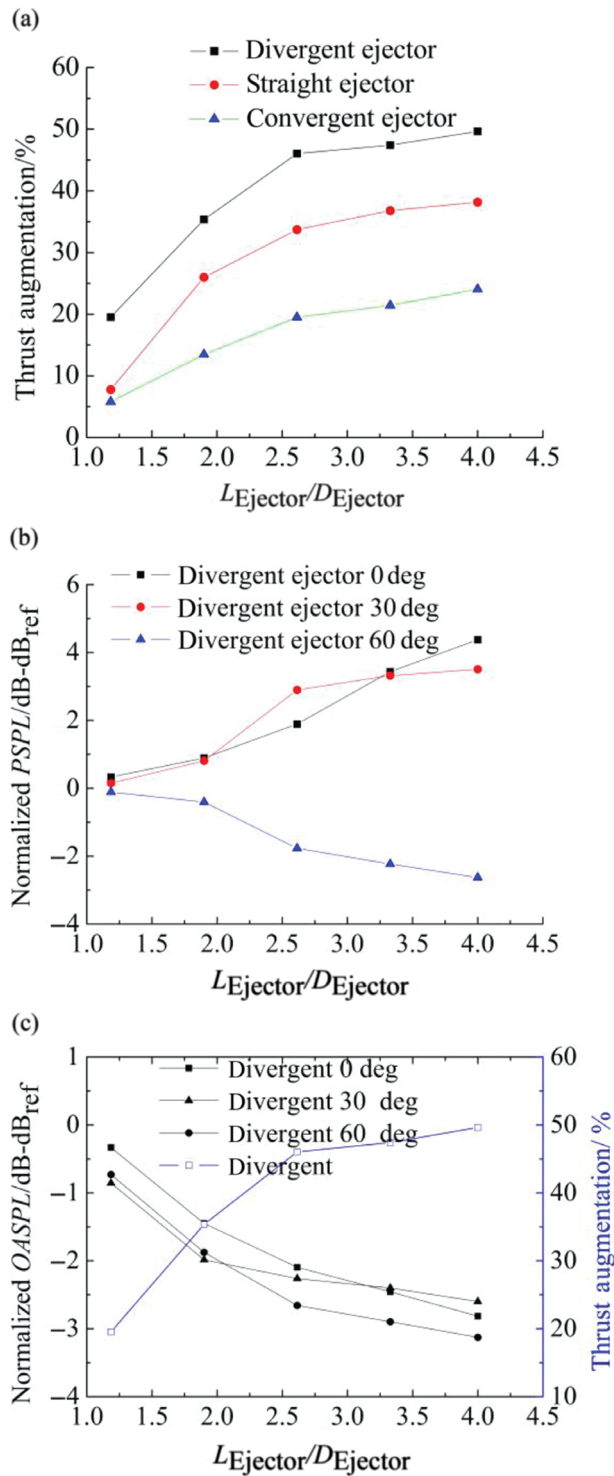 (a)
Divergent ejector
Straight ejector
Convergent ejector
60
50
40
30
20
10
0
Thrust augmentation/%
1.0 1.5 2.0 2.5 3.0 3.5 4.0 4.5
LEjector/DEjector
(b)
Divergent ejector 0 deg
Divergent ejector 30 deg
Divergent ejector 60 deg
6
4
2
0
−2
−4
Normalized PSPL/dB-dBref
1.0 1.5 2.0 2.5 3.0 3.5 4.0 4.5
LEjector/DEjector
(c)
Divergent 0 deg
Divergent 30 deg
Divergent 60 deg
Divergent
1
0
−1
−2
−3
−4
Normalized OASPL/dB-dBref
60
50
40
30
20
10
Thrust augmentation/ %
1.0 1.5 2.0 2.5 3.0 3.5 4.0 4.5
LEjector/DEjector